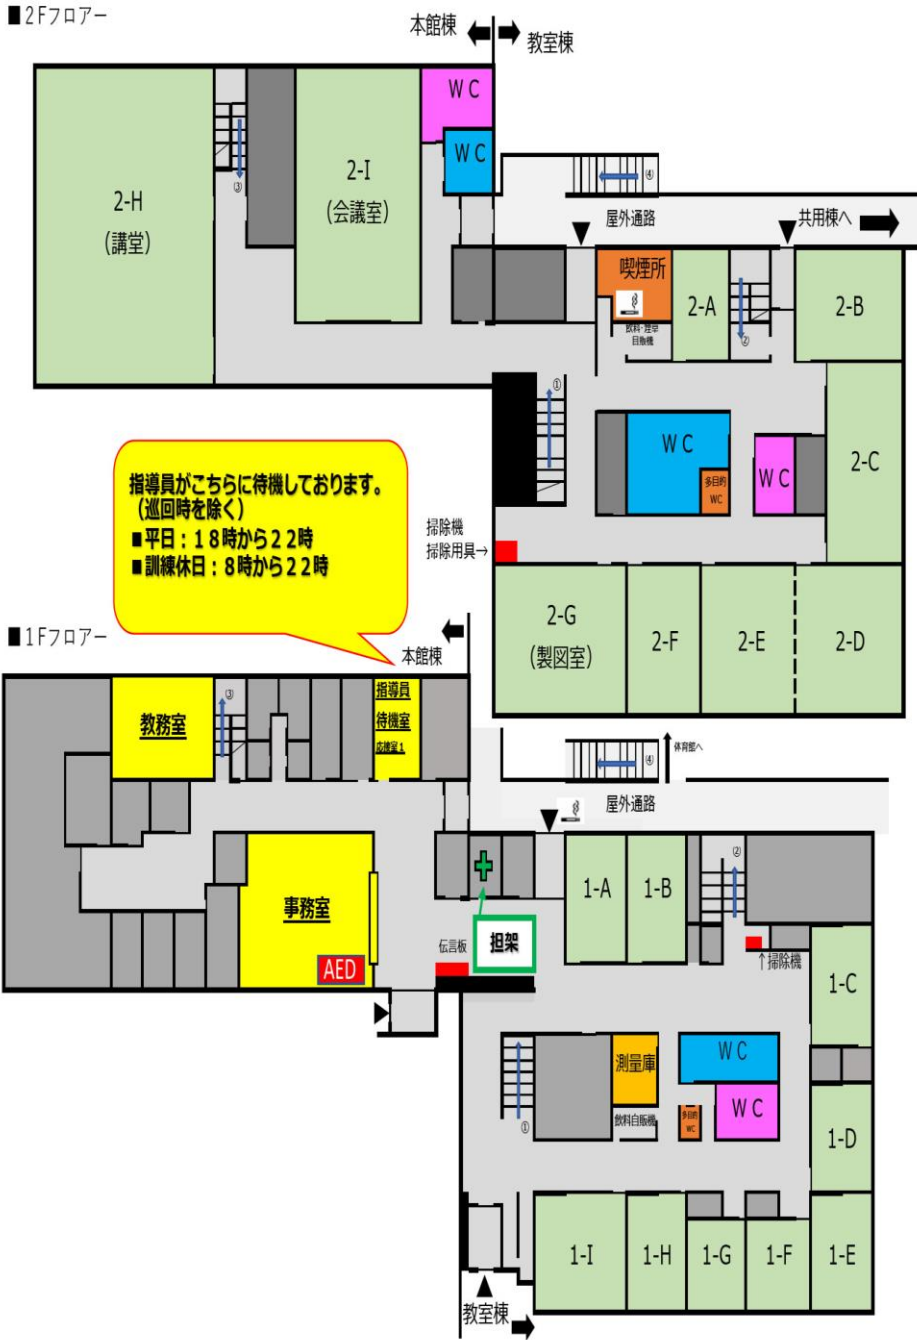 ■2Fフロアー
本館棟
教室棟
ＷＣ
ＷＣ
2-H
(講堂)
③
2-I
(会議室)
④
屋外通路
共用棟へ
喫煙所
飲料・煙草
自販機
2-A
②
2-B
①
ＷＣ
多目的
WC
ＷＣ
2-C
掃除機
掃除用具→
2-G
(製図室)
2-F
2-E
2-D
指導員がこちらに待機しております。
（巡回時を除く）
■平日：１８時から２２時
■訓練休日：８時から２２時
■1Fフロアー
本館棟
教務室
③
指導員
待機室
応接室１
④
体育館へ
屋外通路
事務室
AED
伝言板
担架
1-A
1-B
②
↑掃除機
1-C
①
測量庫
飲料自販機
ＷＣ
ＷＣ
多目的
WC
1-D
1-I
1-H
1-G
1-F
1-E
教室棟